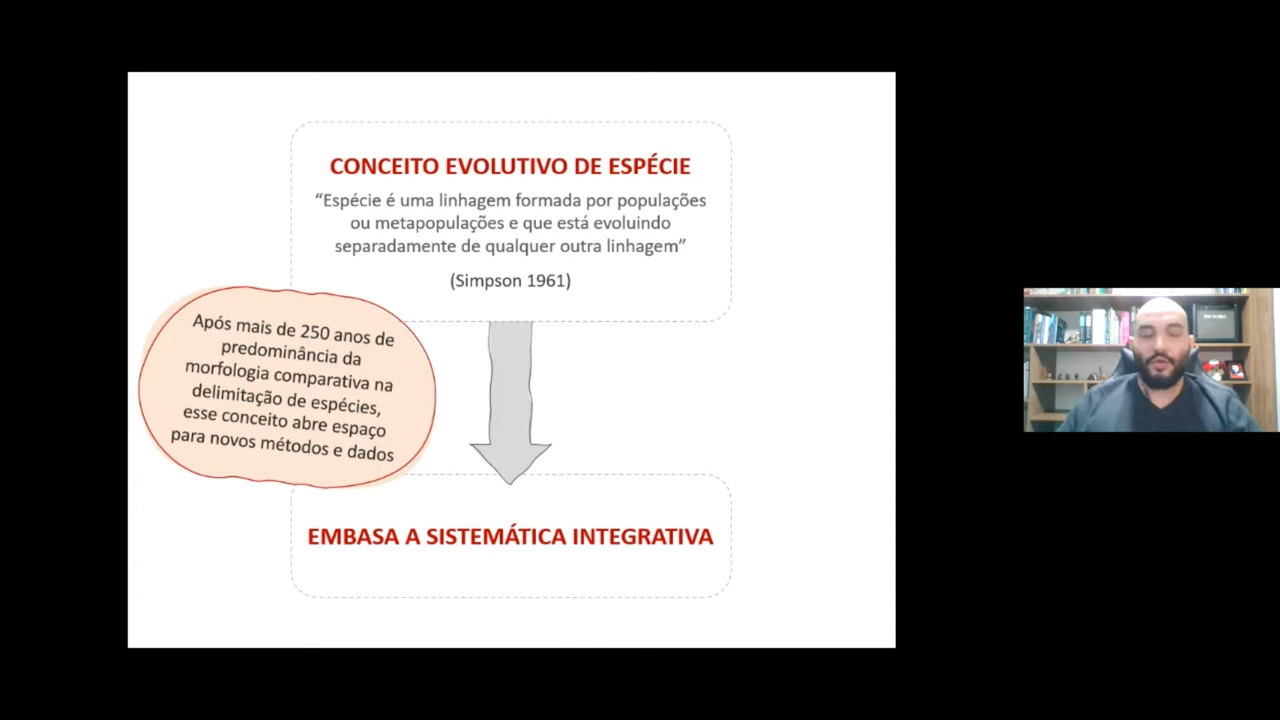 CONCEITO EVOLUTIVO DE ESPÉCIE
“Espécie é uma linhagem formada por populações
ou metapopulações e que está evoluindo
separadamente de qualquer outra linhagem”
(Simpson 1961)
Após mais de 250 anos de
predominância da
morfologia comparativa na
delimitação de espécies,
esse conceito abre espaço
para novos métodos e dados
EMBASA A SISTEMÁTICA INTEGRATIVA